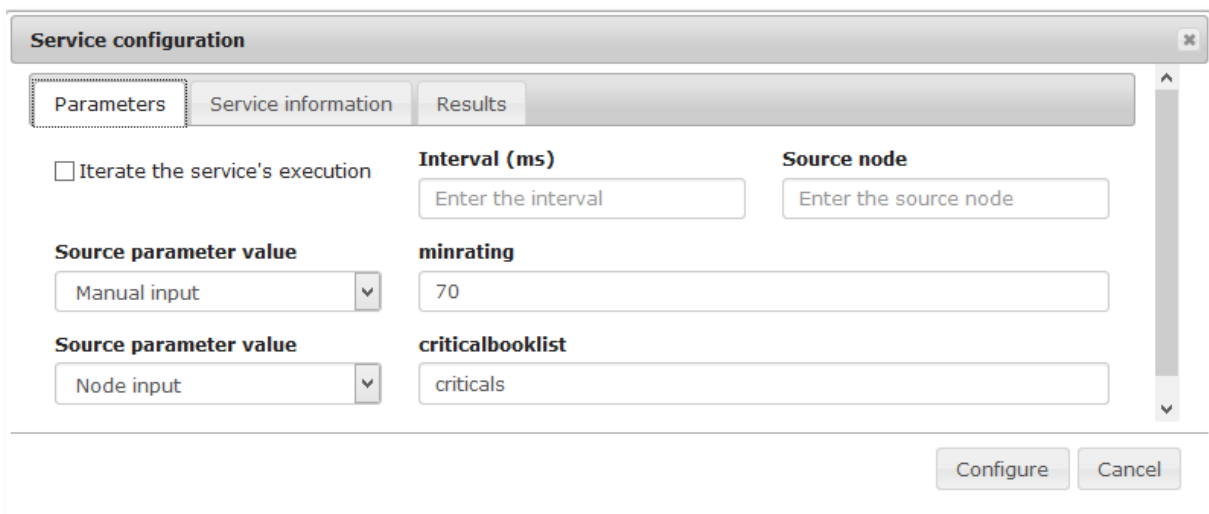 Service configuration
Parameters Service information Results
Iterate the service's execution
Interval (ms) Source node
Enter the interval Enter the source node
Source parameter value minrating
Manual input 70
Source parameter value criticalbooklist
Node input criticals
Configure Cancel